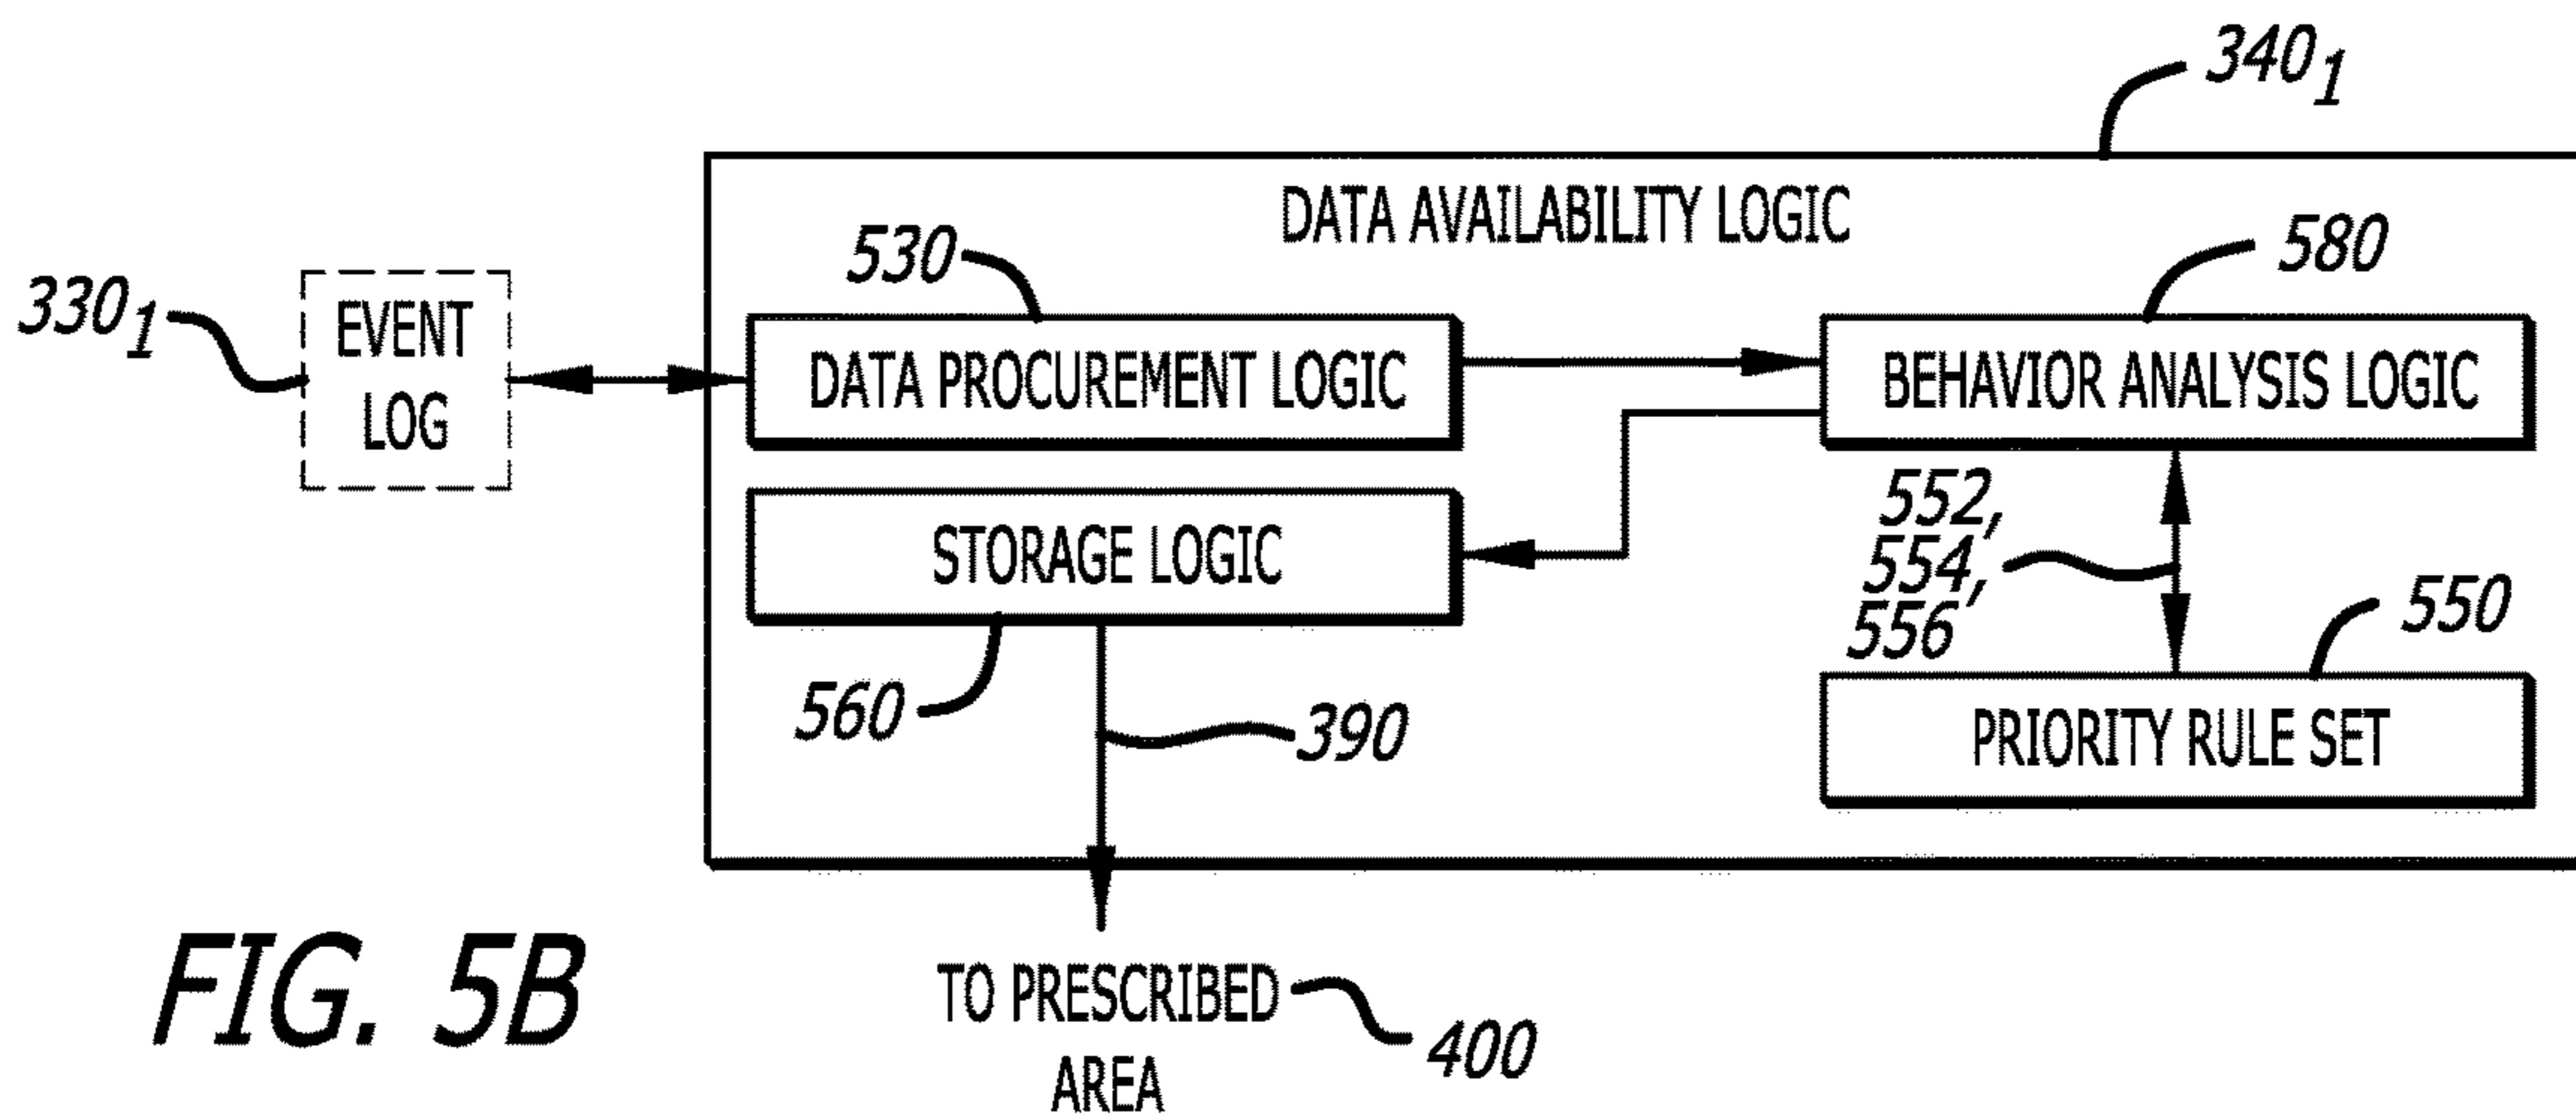 340₁
DATA AVAILABILITY LOGIC
530
580
330₁
EVENT
LOG
DATA PROCUREMENT LOGIC
BEHAVIOR ANALYSIS LOGIC
STORAGE LOGIC
552,
554,
556
550
560
390
PRIORITY RULE SET
FIG. 5B
TO PRESCRIBED
AREA
400